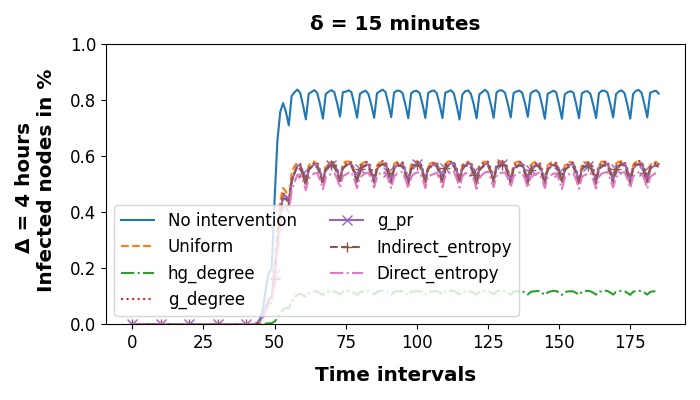 δ = 15 minutes
Δ = 4 hours
Infected nodes in %
1.0
0.8
0.6
0.4
0.2
0.0
No intervention
Uniform
hg_degree
g_degree
g_pr
Indirect_entropy
Direct_entropy
0 25 50 75 100 125 150 175
Time intervals